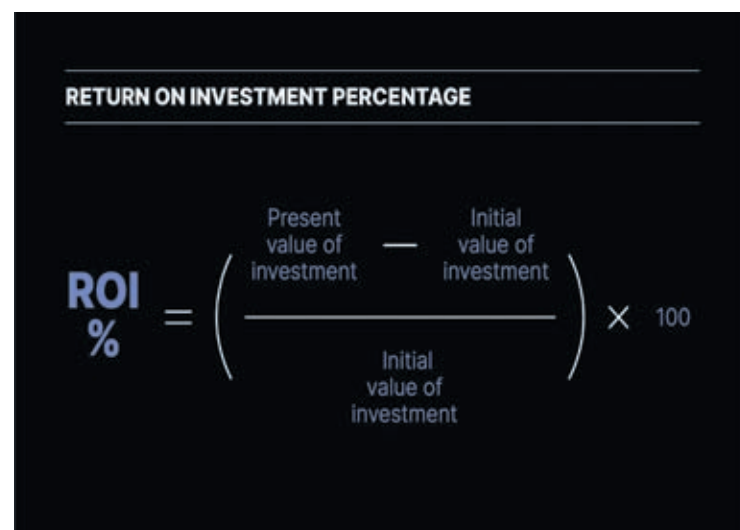 RETURN ON INVESTMENT PERCENTAGE
ROI
%
=
(
Present
value of
investment
—
Initial
value of
investment
Initial
value of
investment
)
×
100